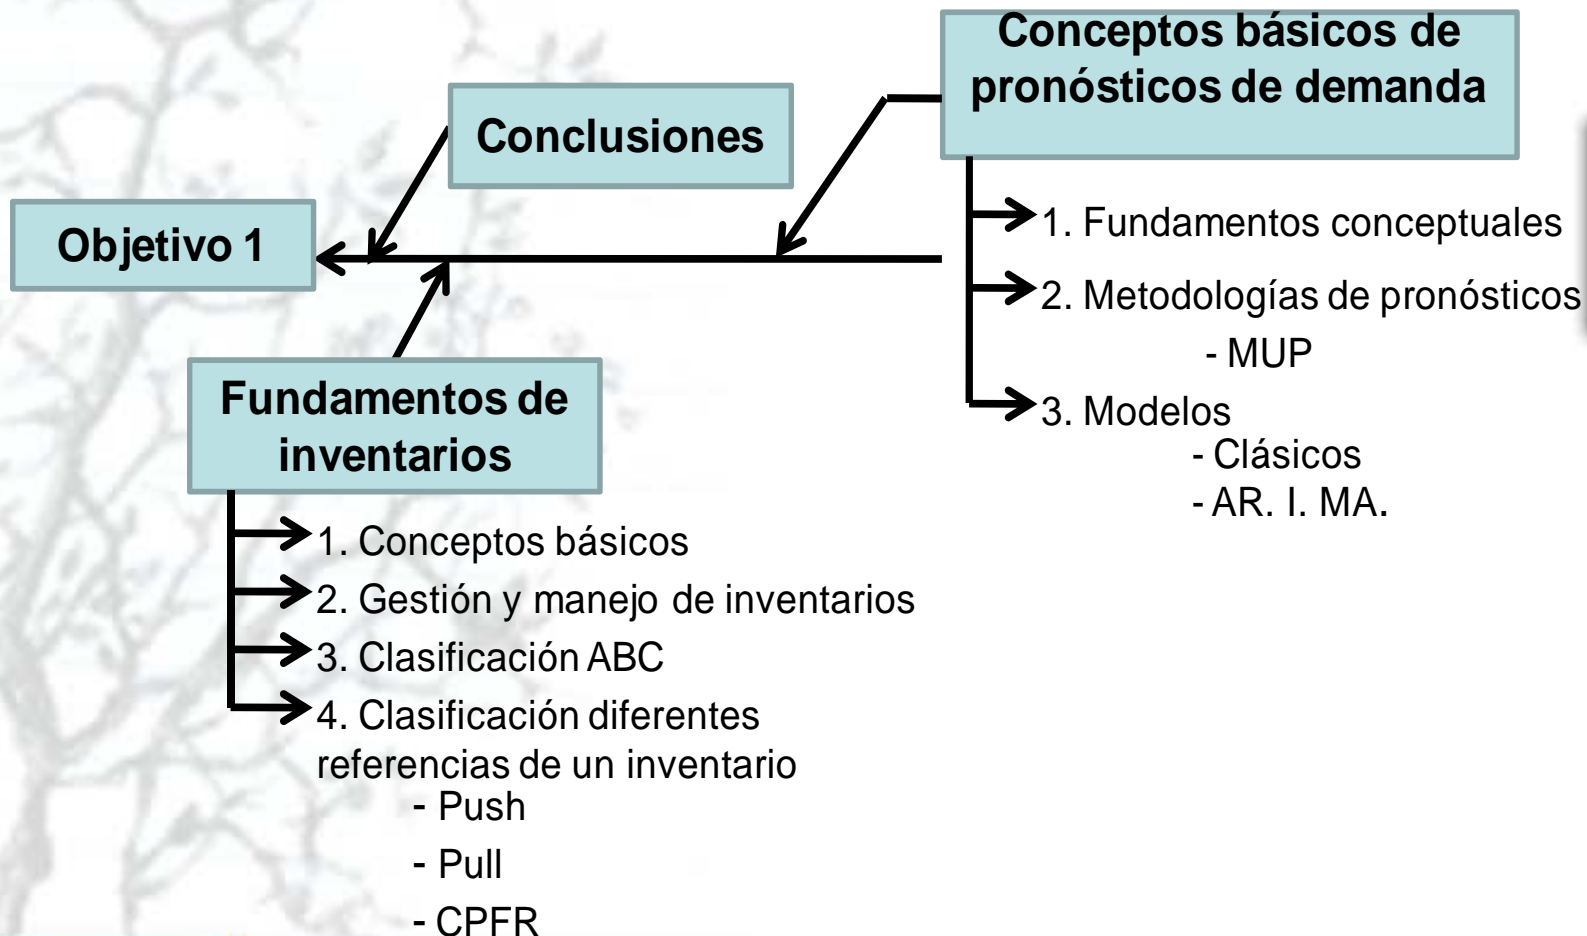 Conceptos básicos de
pronósticos de demanda
Conclusiones
Objetivo 1
1. Fundamentos conceptuales
2. Metodologías de pronósticos
- MUP
3. Modelos
- Clásicos
- AR. I. MA.
Fundamentos de
inventarios
1. Conceptos básicos
2. Gestión y manejo de inventarios
3. Clasificación ABC
4. Clasificación diferentes
referencias de un inventario
- Push
- Pull
- CPFR